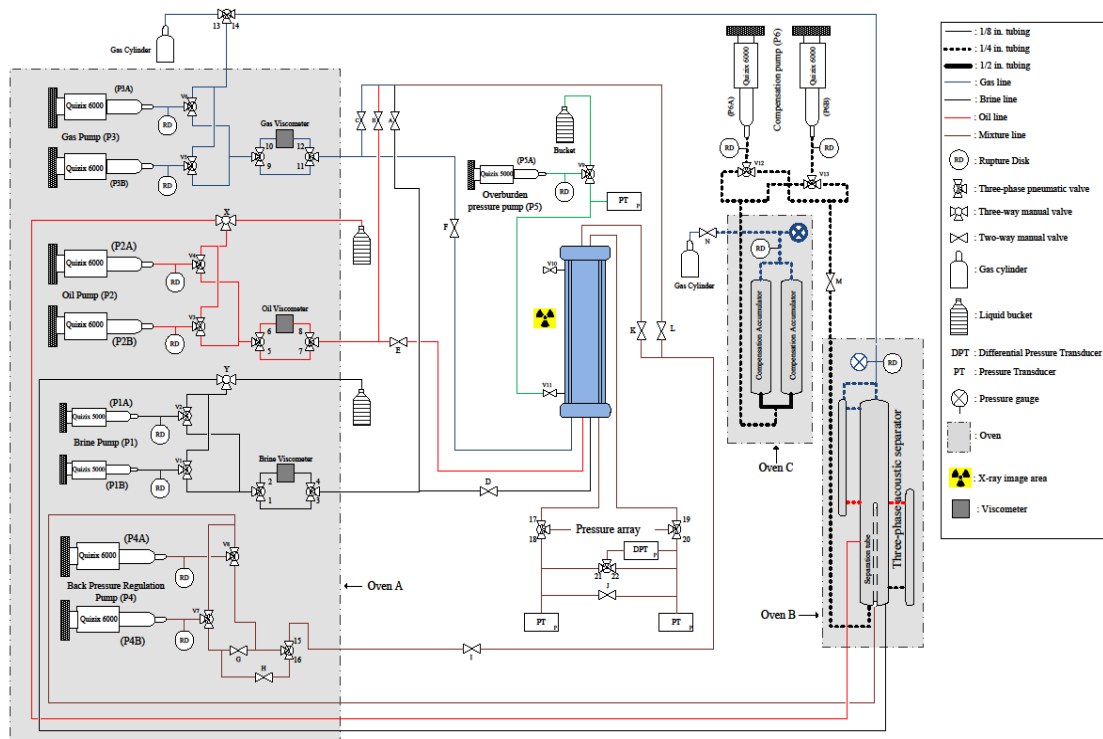 13
14
Gas Cylinder
(P3A)
Quizix 6000
V6
RD
Gas Pump (P3)
Quizix 6000
V5
RD
(P3B)
Gas Viscometer
10
12
9
11
C
B
A
F
X
(P2A)
Quizix 6000
V4
RD
Oil Pump (P2)
Quizix 6000
V3
RD
(P2B)
Oil Viscometer
6
8
5
7
E
Y
(P1A)
Quizix 5000
V2
RD
Brine Pump (P1)
Quizix 5000
V1
RD
(P1B)
Brine Viscometer
2
4
1
3
D
(P4A)
Quizix 6000
V8
RD
Back Pressure Regulation
Pump (P4)
Quizix 6000
V7
RD
(P4B)
G
H
15
16
I
Oven A
Bucket
(P5A)
Quizix 5000
V9
RD
Overburden
pressure pump (P5)
PT
P
V10
V11
K
L
17
18
Pressure array
19
20
DPT
P
21
22
J
PT
P
PT
P
Quizix 6000
Quizix 6000
(P6A)
Compensation pump (P6)
(P6B)
RD
RD
V12
V13
N
RD
Gas Cylinder
M
Compensation Accumulator
Compensation Accumulator
Oven C
RD
Separation tube
Three-phase acoustic separator
Oven B
: 1/8 in. tubing
: 1/4 in. tubing
: 1/2 in. tubing
: Gas line
: Brine line
: Oil line
: Mixture line
RD
: Rupture Disk
: Three-phase pneumatic valve
: Three-way manual valve
: Two-way manual valve
: Gas cylinder
: Liquid bucket
DPT : Differential Pressure Transducer
PT : Pressure Transducer
: Pressure gauge
: Oven
: X-ray image area
: Viscometer